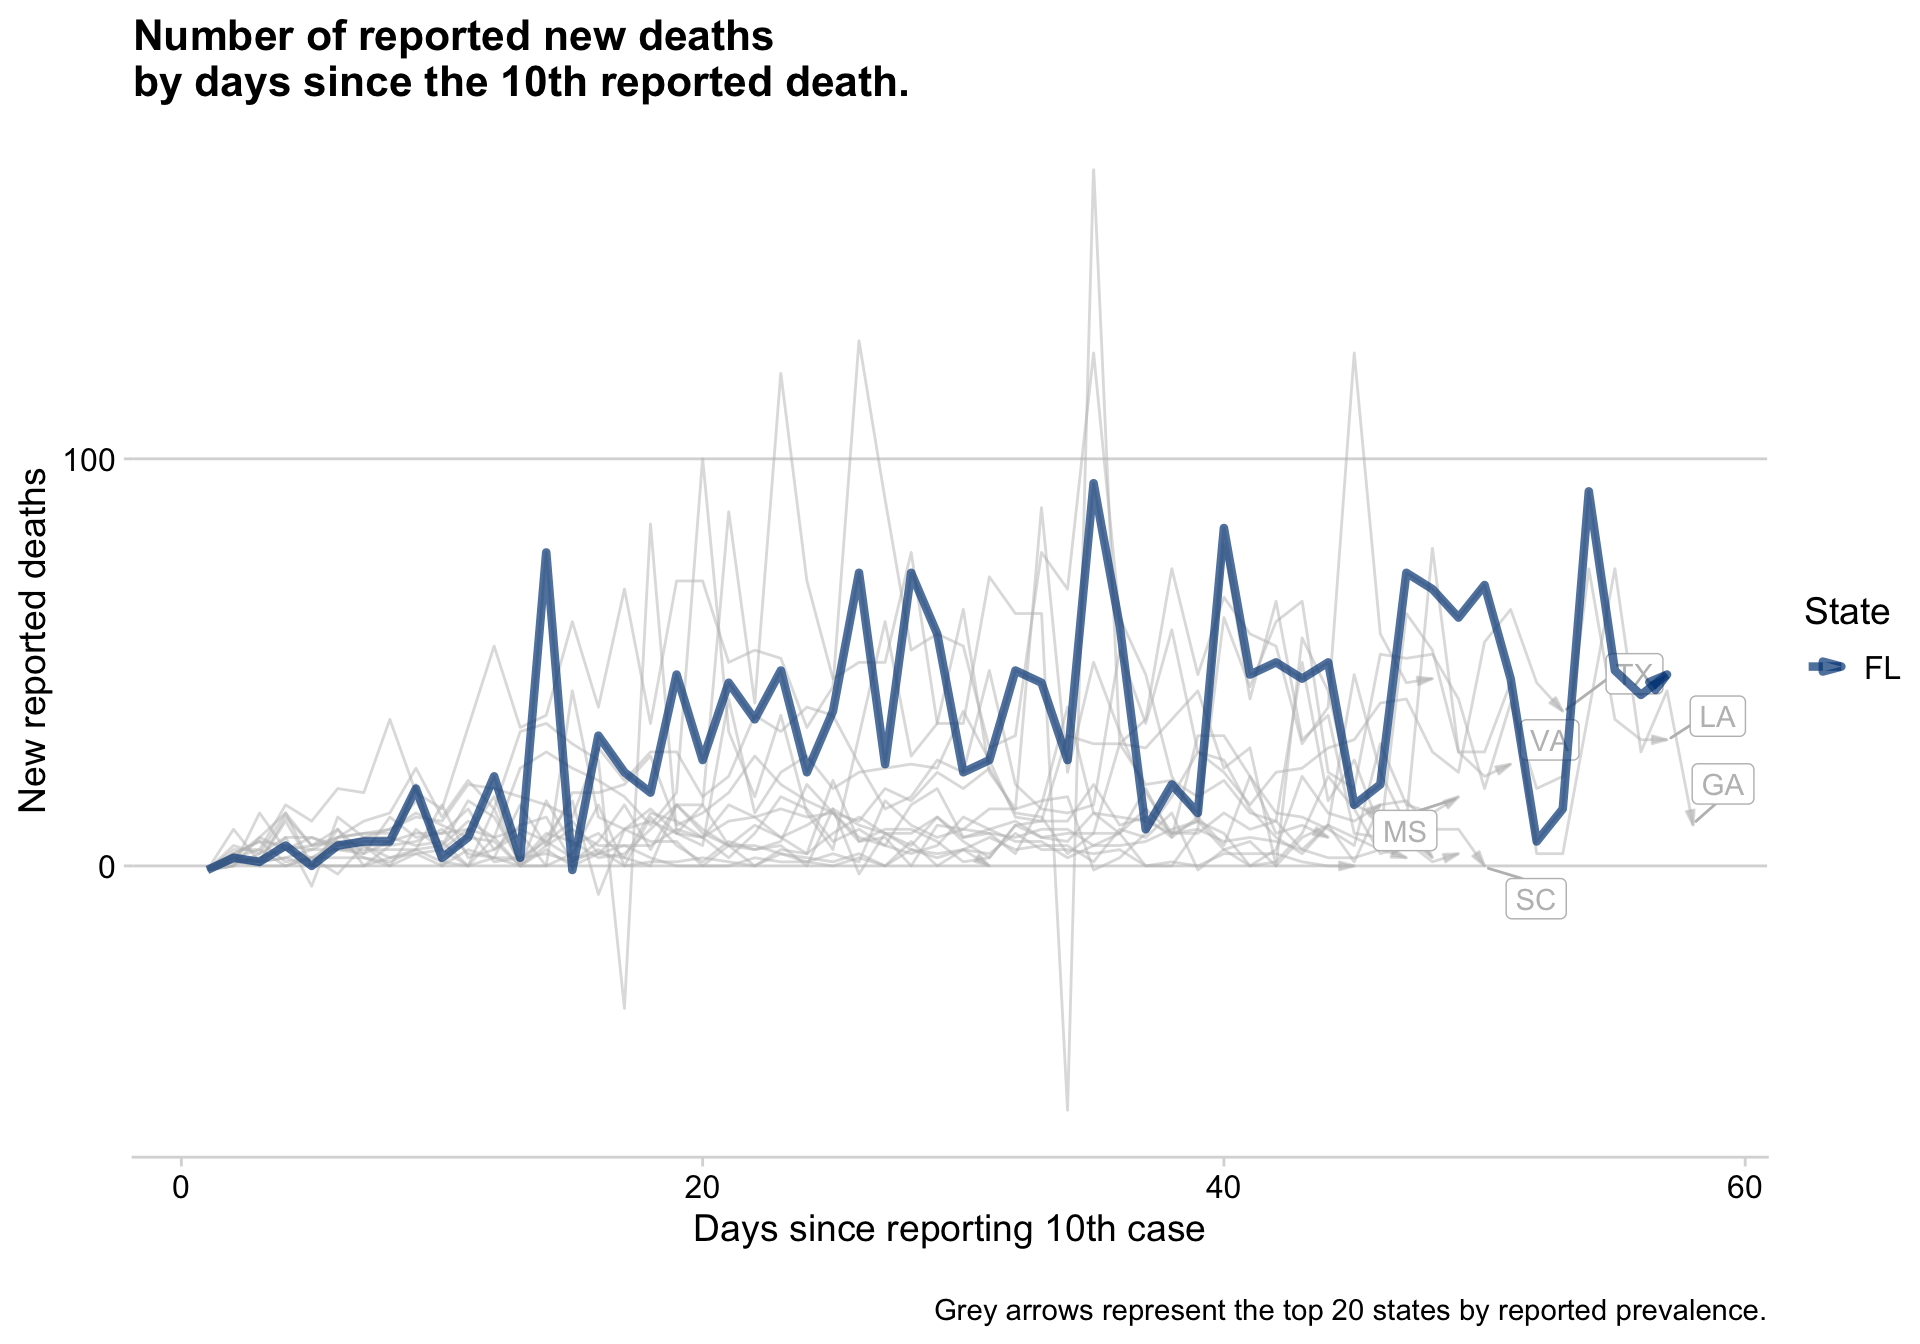 Number of reported new deaths
by days since the 10th reported death.
New reported deaths
100
0
TX
LA
VA
GA
MS
SC
State
FL
0 20 40 60
Days since reporting 10th case
Grey arrows represent the top 20 states by reported prevalence.